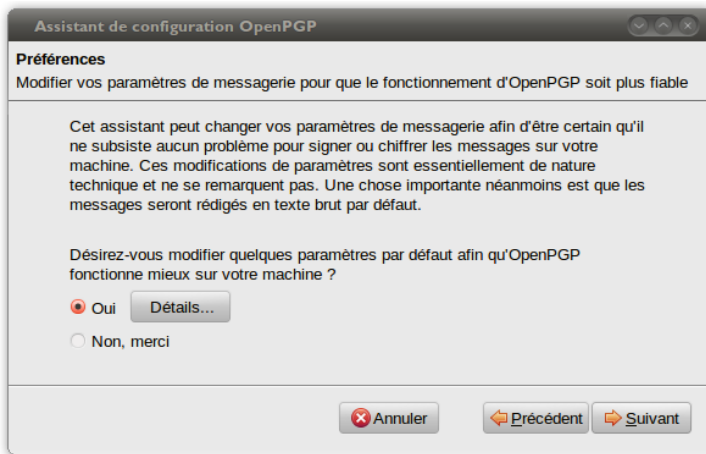 Assistant de configuration OpenPGP
Préférences
Modifier vos paramètres de messagerie pour que le fonctionnement d'OpenPGP soit plus fiable
Cet assistant peut changer vos paramètres de messagerie afin d'être certain qu'il
ne subsiste aucun problème pour signer ou chiffrer les messages sur votre
machine. Ces modifications de paramètres sont essentiellement de nature
technique et ne se remarquent pas. Une chose importante néanmoins est que les
messages seront rédigés en texte brut par défaut.
Désirez-vous modifier quelques paramètres par défaut afin qu'OpenPGP
fonctionne mieux sur votre machine ?
Oui Détails...
Non, merci
Annuler Précédent Suivant